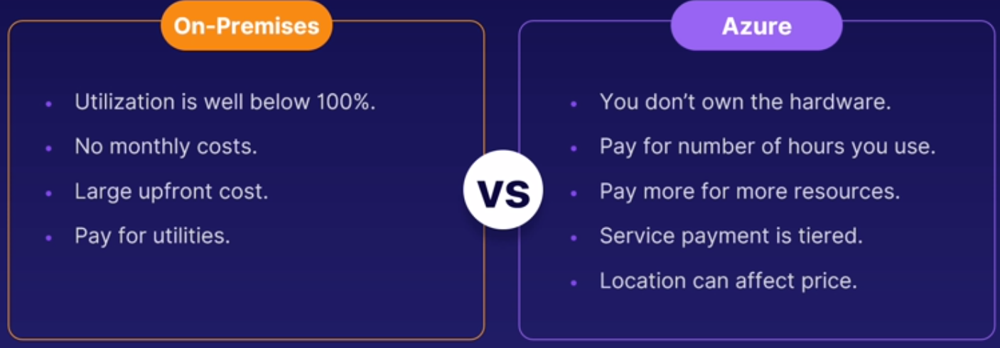 On-Premises
Utilization is well below 100%.
No monthly costs.
Large upfront cost.
Pay for utilities.
vs
Azure
You don’t own the hardware.
Pay for number of hours you use.
Pay more for more resources.
Service payment is tiered.
Location can affect price.